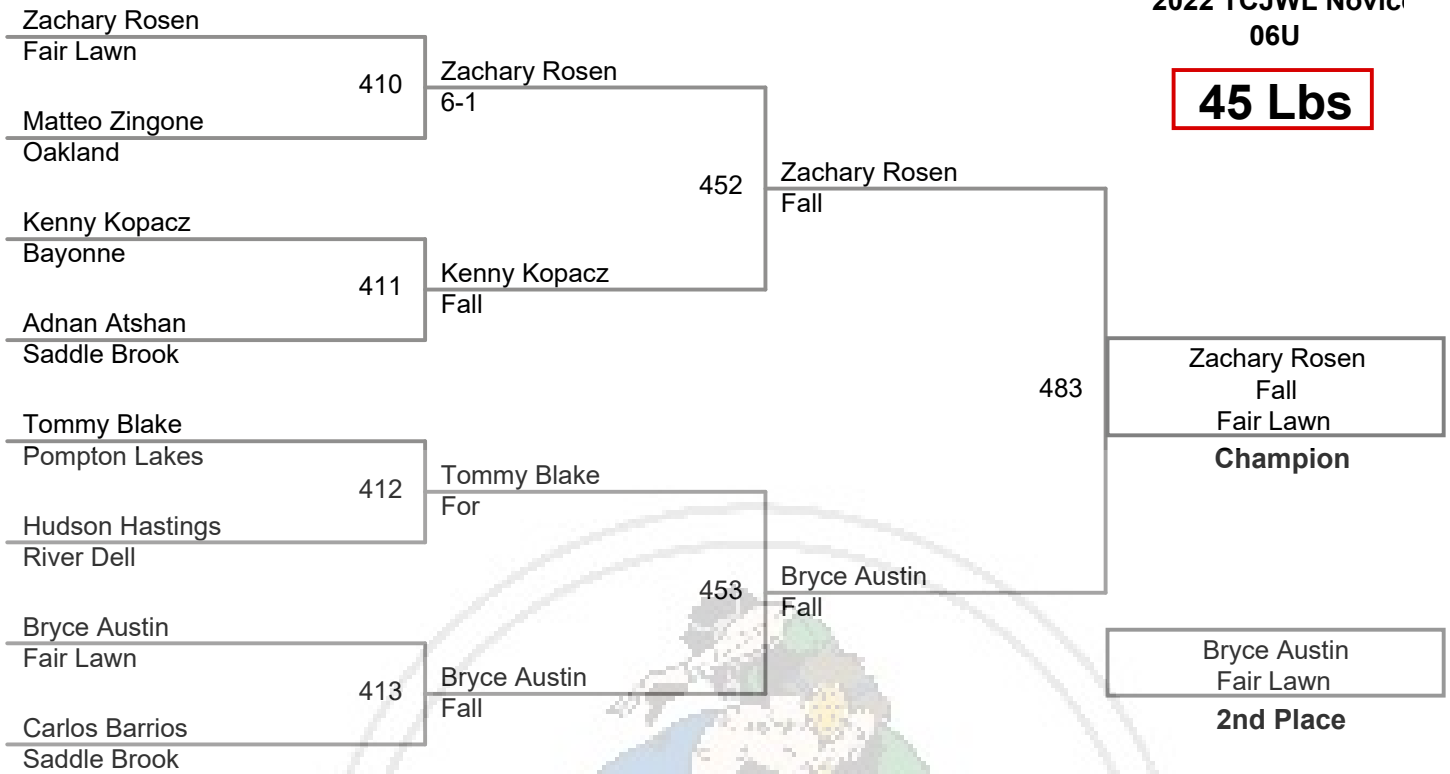 2022 TCJWL
06U
45 Lbs
Zachary Rosen
Fair Lawn
410
Matteo Zingone
Oakland
Kenny Kopacz
Bayonne
411
Adnan Atshan
Saddle Brook
Tommy Blake
Pompton Lakes
412
Hudson Hastings
River Dell
Bryce Austin
Fair Lawn
413
Carlos Barrios
Saddle Brook
Zachary Rosen
6-1
452
Kenny Kopacz
Fall
Tommy Blake
For
453
Bryce Austin
Fall
Zachary Rosen
Fall
483
Bryce Austin
Fall
Zachary Rosen
Fall
Fair Lawn
Champion
Bryce Austin
Fair Lawn
2nd Place